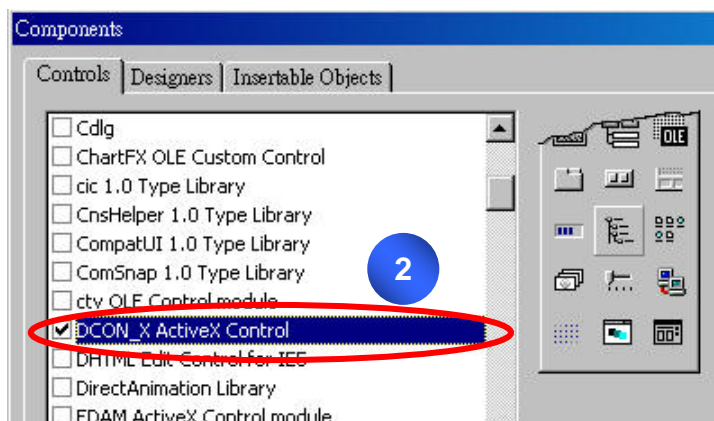 Components
Controls
Designers
Insertable Objects
Cdlg
ChartFX OLE Custom Control
OLE
cic 1.0 Type Library
CnsHelper 1.0 Type Library
CompatUI 1.0 Type Library
ComSnap 1.0 Type Library
2
ctv OLE Control module
DCON_X ActiveX Control
DHTML Edit Control for IE5
DirectAnimation Library
EDAM ActiveX Control module